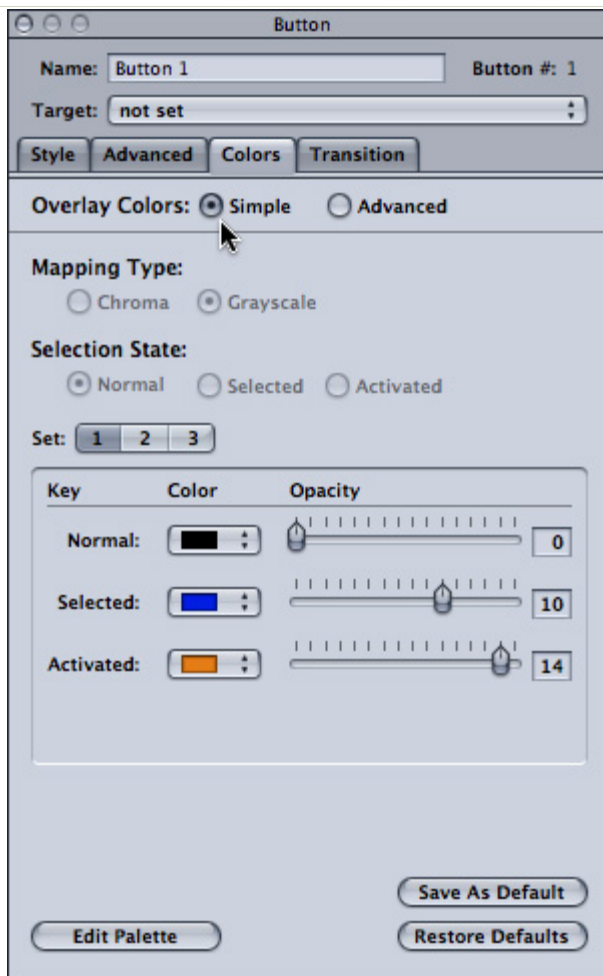 Button
Name: Button 1 Button #: 1
Target: not set
Style Advanced Colors Transition
Overlay Colors: Simple Advanced
Mapping Type:
Chroma Grayscale
Selection State:
Normal Selected Activated
Set: 1 2 3
Key Color Opacity
Normal: 0
Selected: 10
Activated: 14
Save As Default
Edit Palette Restore Defaults